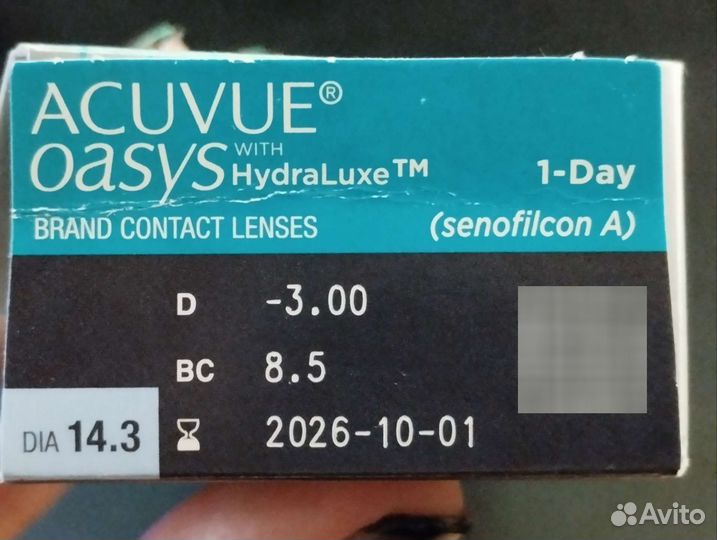 ACUVUE®
oasys WITH HydraLuxe™ 1-Day
BRAND CONTACT LENSES (senofilcon A)
D -3.00
BC 8.5
DIA 14.3 2026-10-01
Avito